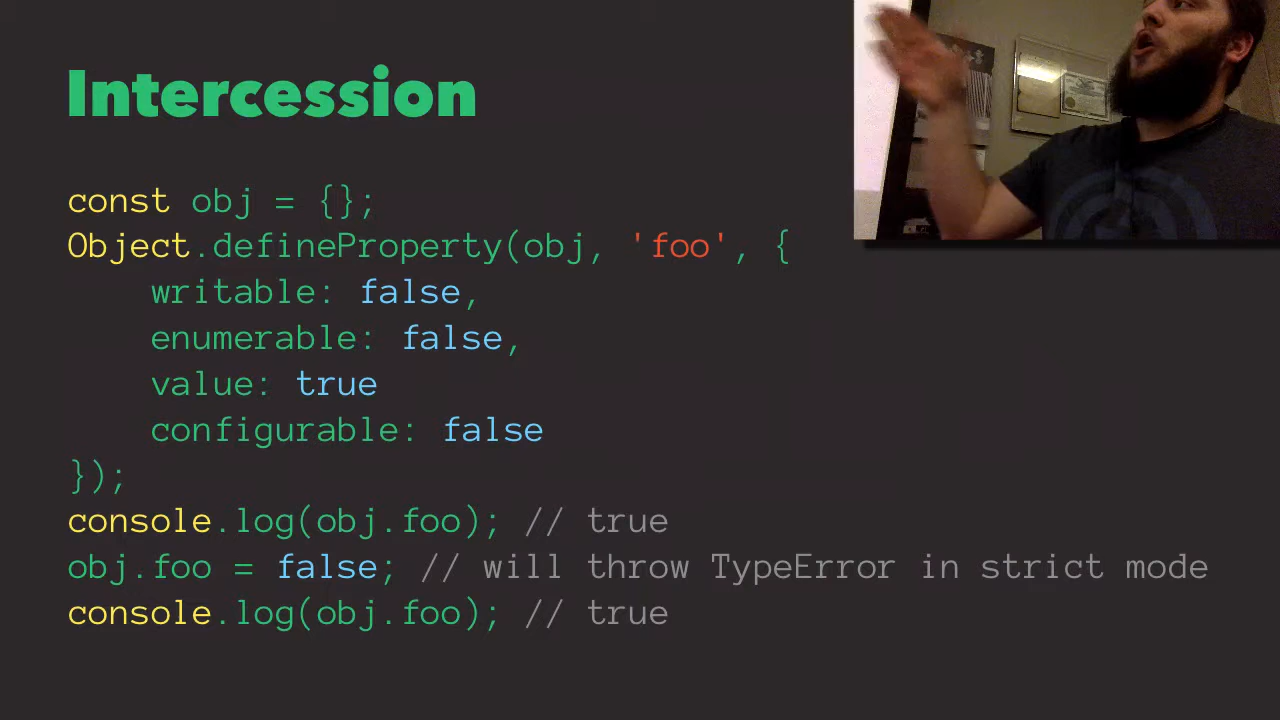 Intercession
const obj = {};
Object.defineProperty(obj, 'foo', {
    writable: false,
    enumerable: false,
    value: true
    configurable: false
});
console.log(obj.foo); // true
obj.foo = false; // will throw TypeError in strict mode
console.log(obj.foo); // true